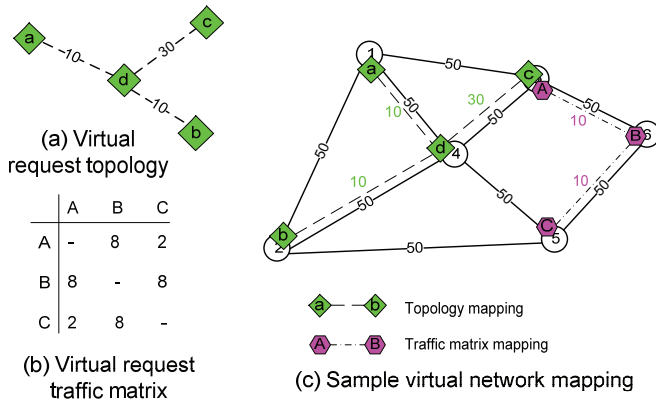 a
c
10
30
d
10
b
(a) Virtual
request topology
A B C
A - 8 2
B 8 - 8
C 2 8 -
(b) Virtual request
traffic matrix
1
a
50
c
A
50
30
50
10
50
10
B
6
d
4
50
10
50
10
50
50
b
2
C
5
50
a b Topology mapping
A B Traffic matrix mapping
(c) Sample virtual network mapping